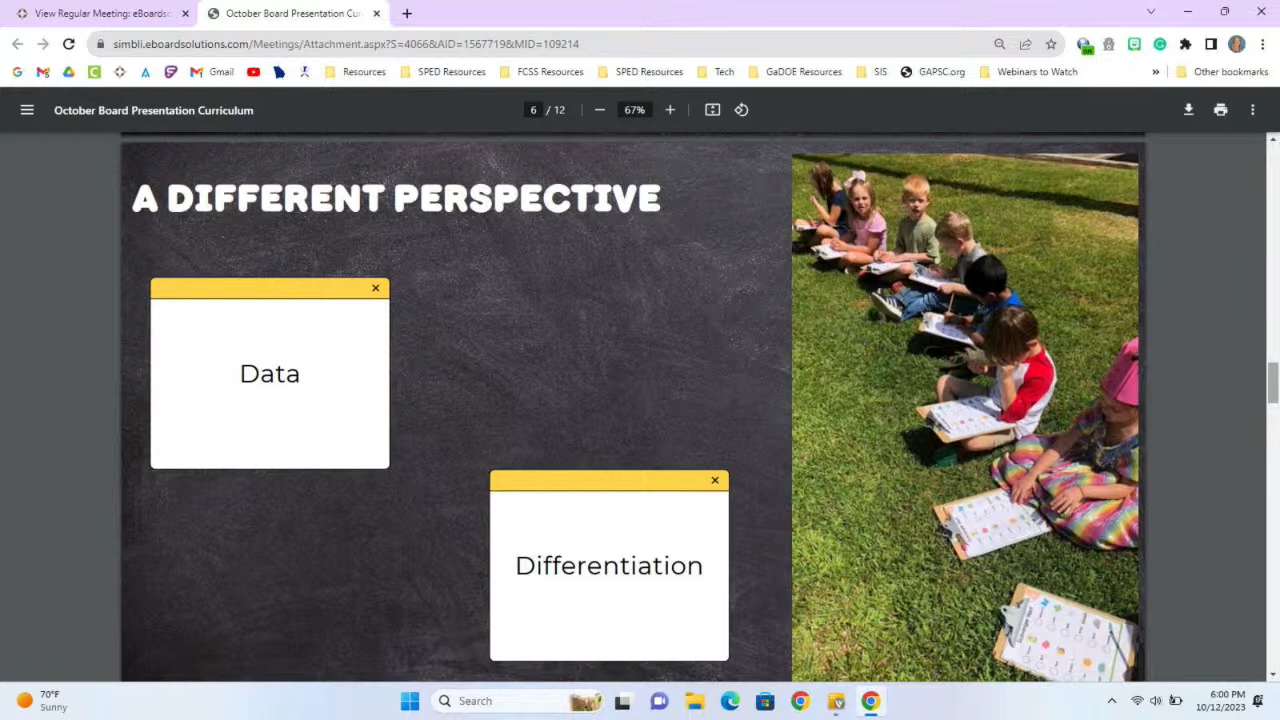 View Regular Meeting: eBoardsc
October Board Presentation Cur
simbli.eboardsolutions.com/Meetings/Attachment.aspx?S=4066&AID=1567719&MID=109214
Gmail
Resources
SPED Resources
FCSS Resources
SPED Resources
Tech
GaDOE Resources
SIS
GAPSC.org
Webinars to Watch
»
Other bookmarks
October Board Presentation Curriculum
6 / 12
67%
A DIFFERENT PERSPECTIVE
Data
Differentiation
70°F
Sunny
Search
6:00 PM
10/12/2023